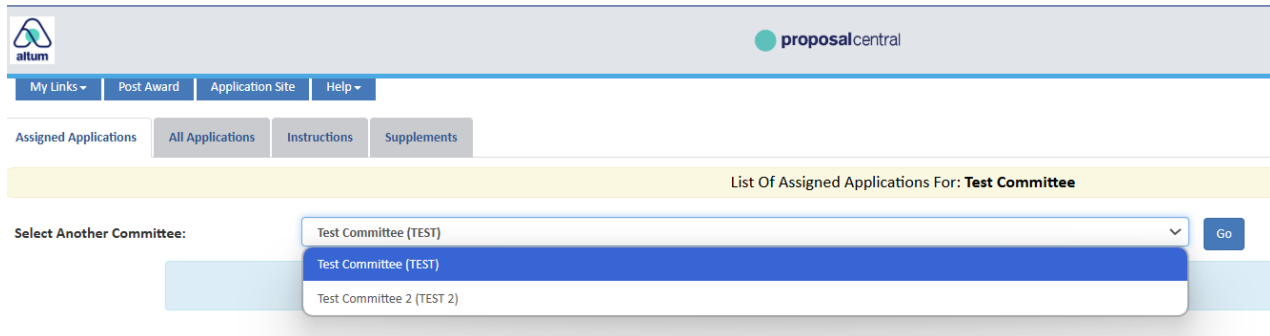 altum
proposalcentral
My Links Post Award Application Site Help
Assigned Applications All Applications Instructions Supplements
List Of Assigned Applications For: Test Committee
Select Another Committee: Test Committee (TEST) Go
Test Committee (TEST)
Test Committee 2 (TEST 2)